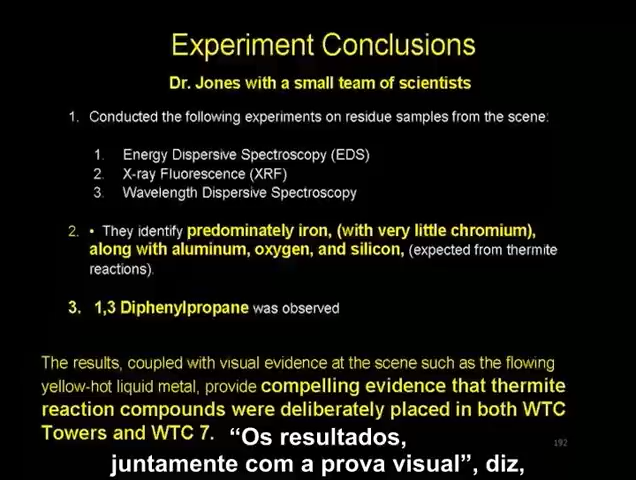 Experiment Conclusions
Dr. Jones with a small team of scientists
1. Conducted the following experiments on residue samples from the scene:
1. Energy Dispersive Spectroscopy (EDS)
2. X-ray Fluorescence (XRF)
3. Wavelength Dispersive Spectroscopy
2. • They identify predominately iron, (with very little chromium),
along with aluminum, oxygen, and silicon, (expected from thermite
reactions).
3. 1,3 Diphenylpropane was observed
The results, coupled with visual evidence at the scene such as the flowing
yellow-hot liquid metal, provide compelling evidence that thermite
reaction compounds were deliberately placed in both WTC
Towers and WTC 7.
192
“Os resultados,
juntamente com a prova visual”, diz,